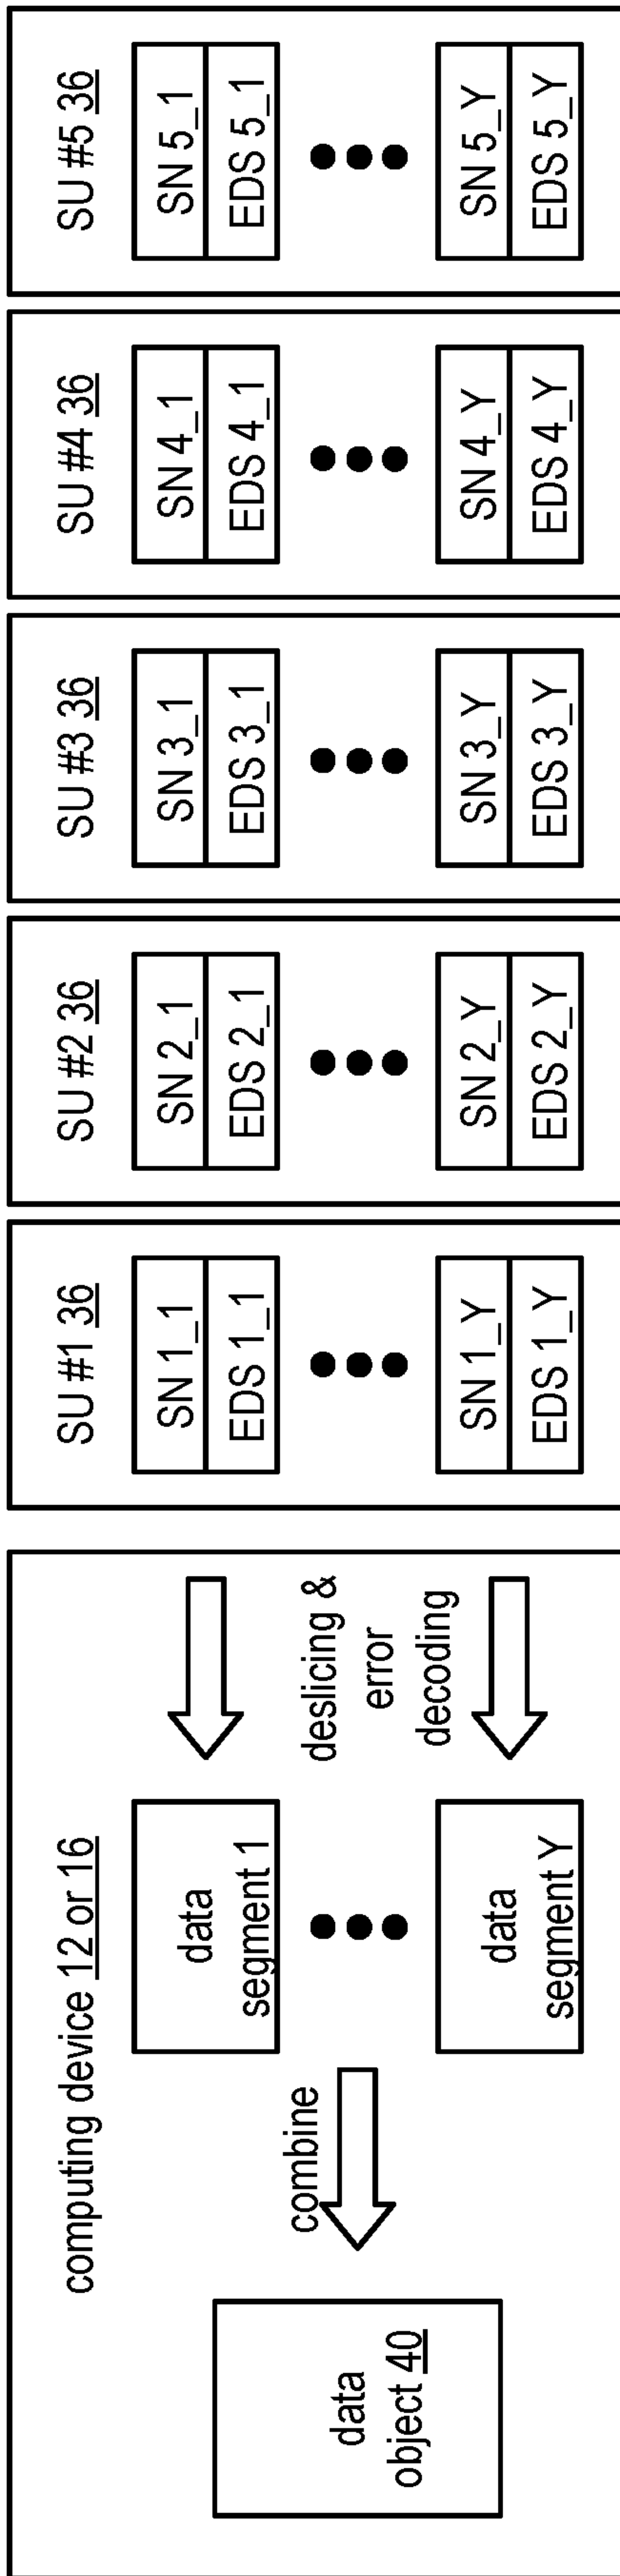 computing device 12 or 16
data
object 40
combine
data
segment 1
data
segment Y
deslicing &
error
decoding
SU #1 36
SN 1_1
EDS 1_1
SN 1_Y
EDS 1_Y
SU #2 36
SN 2_1
EDS 2_1
SN 2_Y
EDS 2_Y
SU #3 36
SN 3_1
EDS 3_1
SN 3_Y
EDS 3_Y
SU #4 36
SN 4_1
EDS 4_1
SN 4_Y
EDS 4_Y
SU #5 36
SN 5_1
EDS 5_1
SN 5_Y
EDS 5_Y